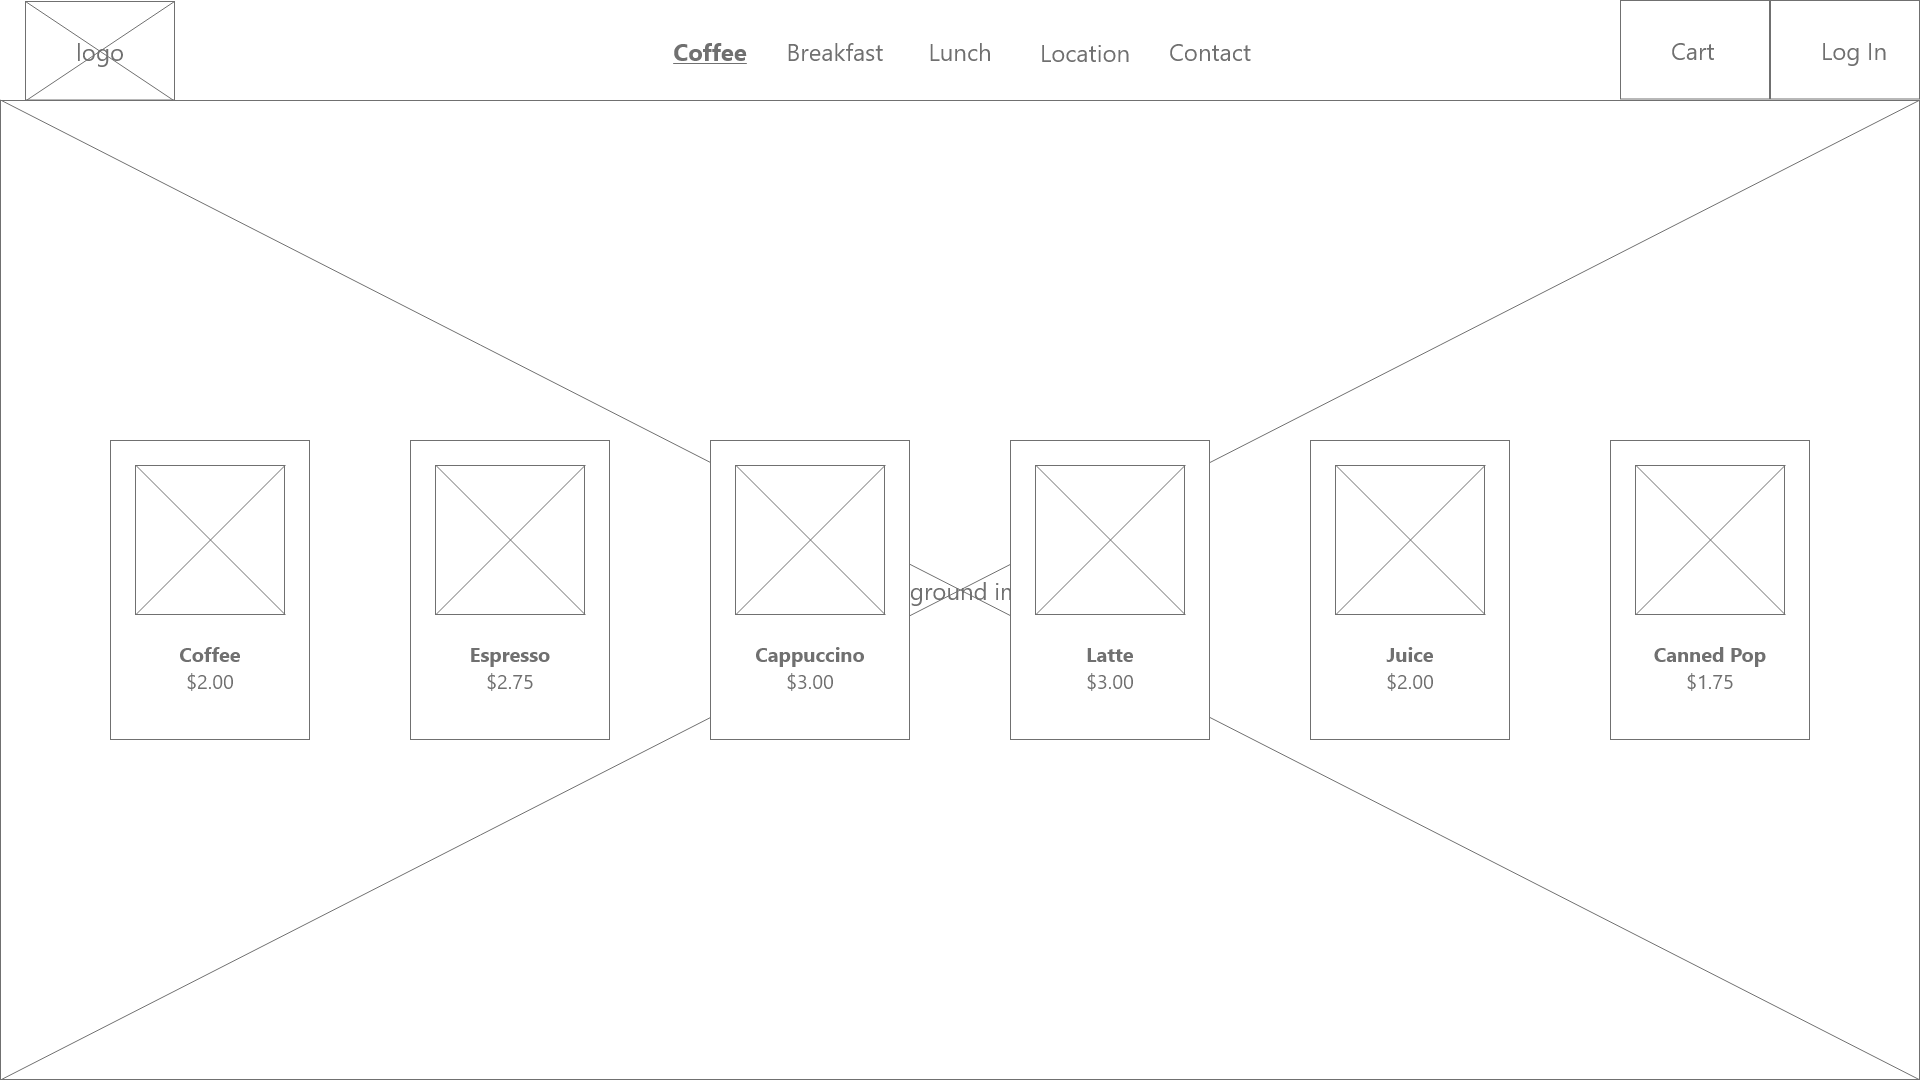 logo
Coffee
Breakfast
Lunch
Location
Contact
Cart
Log In
ground
Coffee
$2.00
Espresso
$2.75
Cappuccino
$3.00
Latte
$3.00
Juice
$2.00
Canned Pop
$1.75